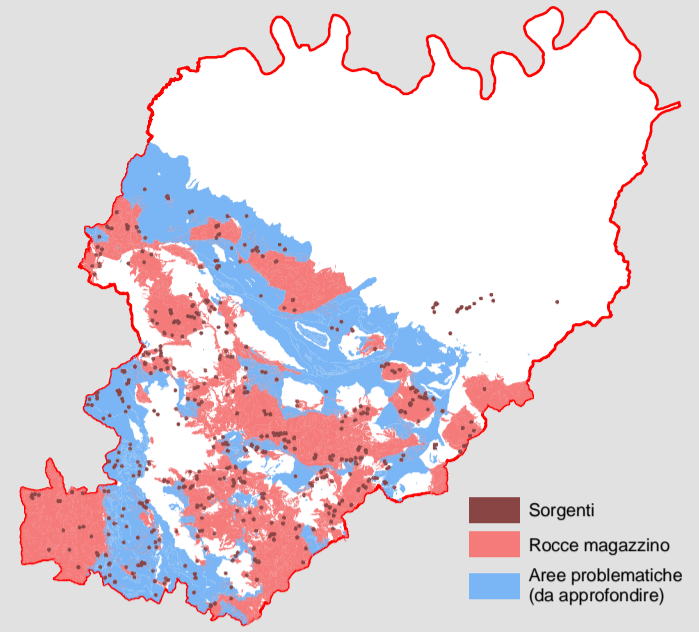 Sorgenti
Rocce magazzino
Aree problematiche
(da approfondire)